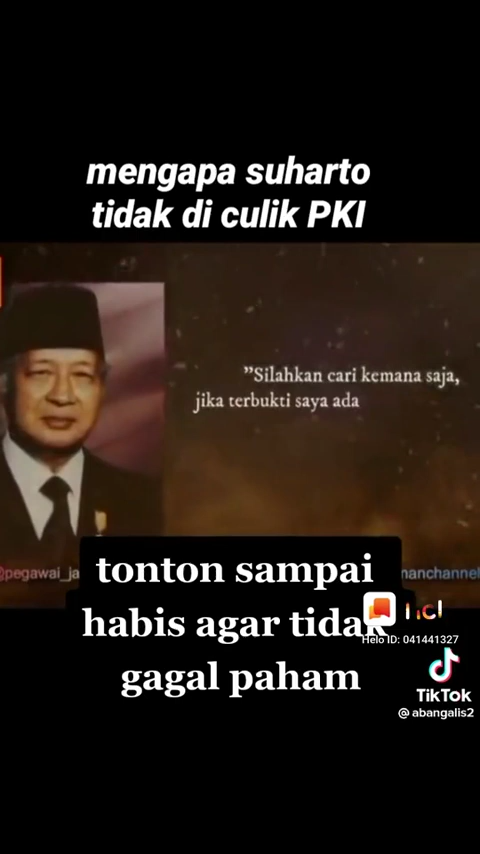 mengapa suharto
tidak di culik PKI
"Silahkan cari kemana saja,
jika terbukti saya ada
@pegawai_ja
manchannel
tonton sampai
habis agar tidak
gagal paham
Helo ID: 041441327
TikTok
@abangalis2